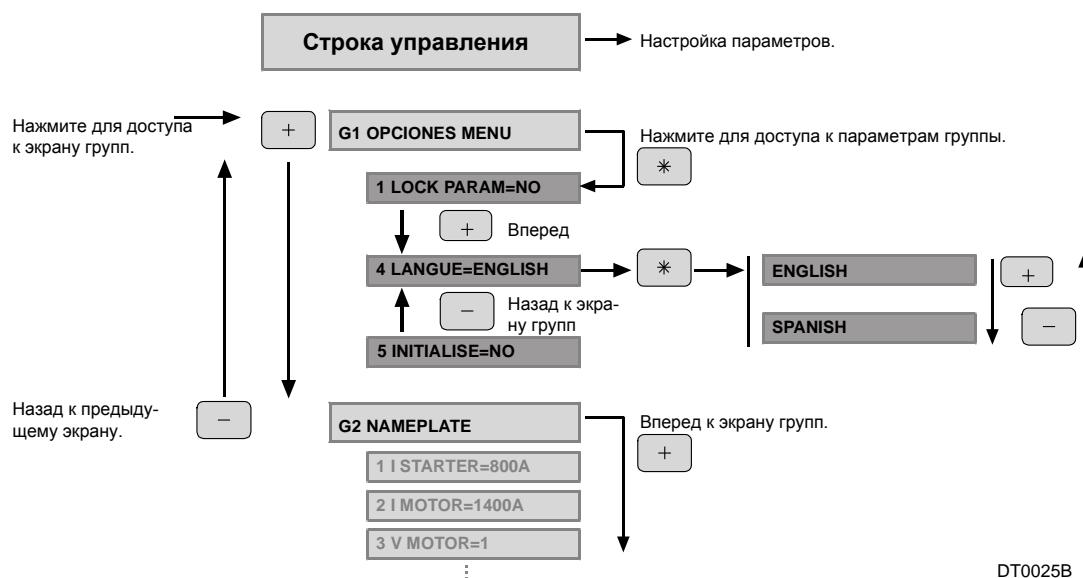 Строка управления
Настройка параметров.
Нажмите для доступа
к экрану групп.
+
G1 OPCIONES MENU
Нажмите для доступа к параметрам группы.
*
1 LOCK PARAM=NO
+
Вперед
4 LANGUE=ENGLISH
*
ENGLISH
+
–
Назад к экра-
ну групп
SPANISH
–
5 INITIALISE=NO
Назад к преды­ду-
щему экрану.
–
G2 NAMEPLATE
Вперед к экрану групп.
+
1 I STARTER=800A
2 I MOTOR=1400A
3 V MOTOR=1
DT0025B